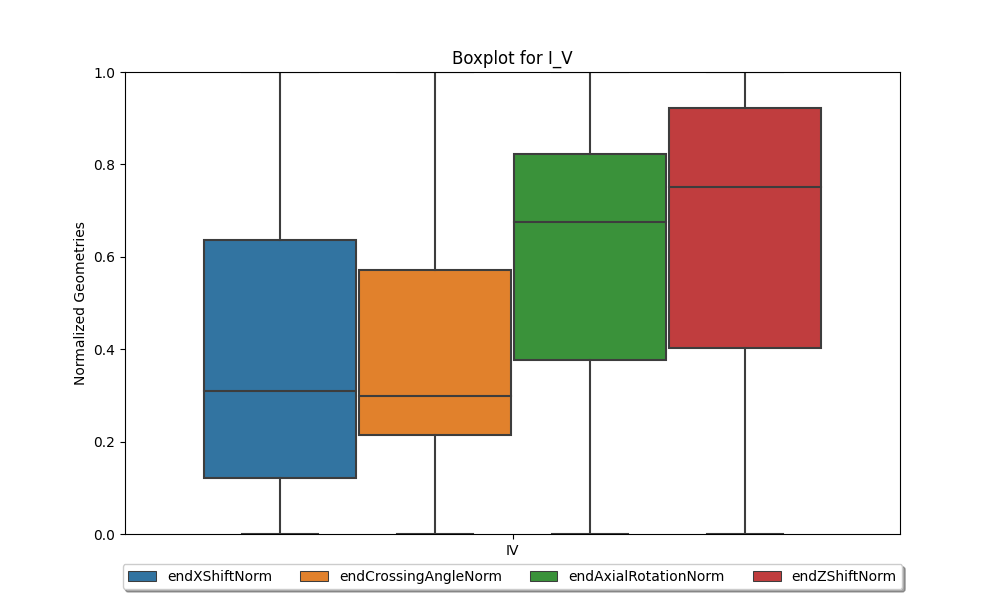 Boxplot for I_V
1.0
0.8
0.6
0.4
0.2
0.0
Normalized Geometries
IV
endXShiftNorm endCrossingAngleNorm endAxialRotationNorm endZShiftNorm